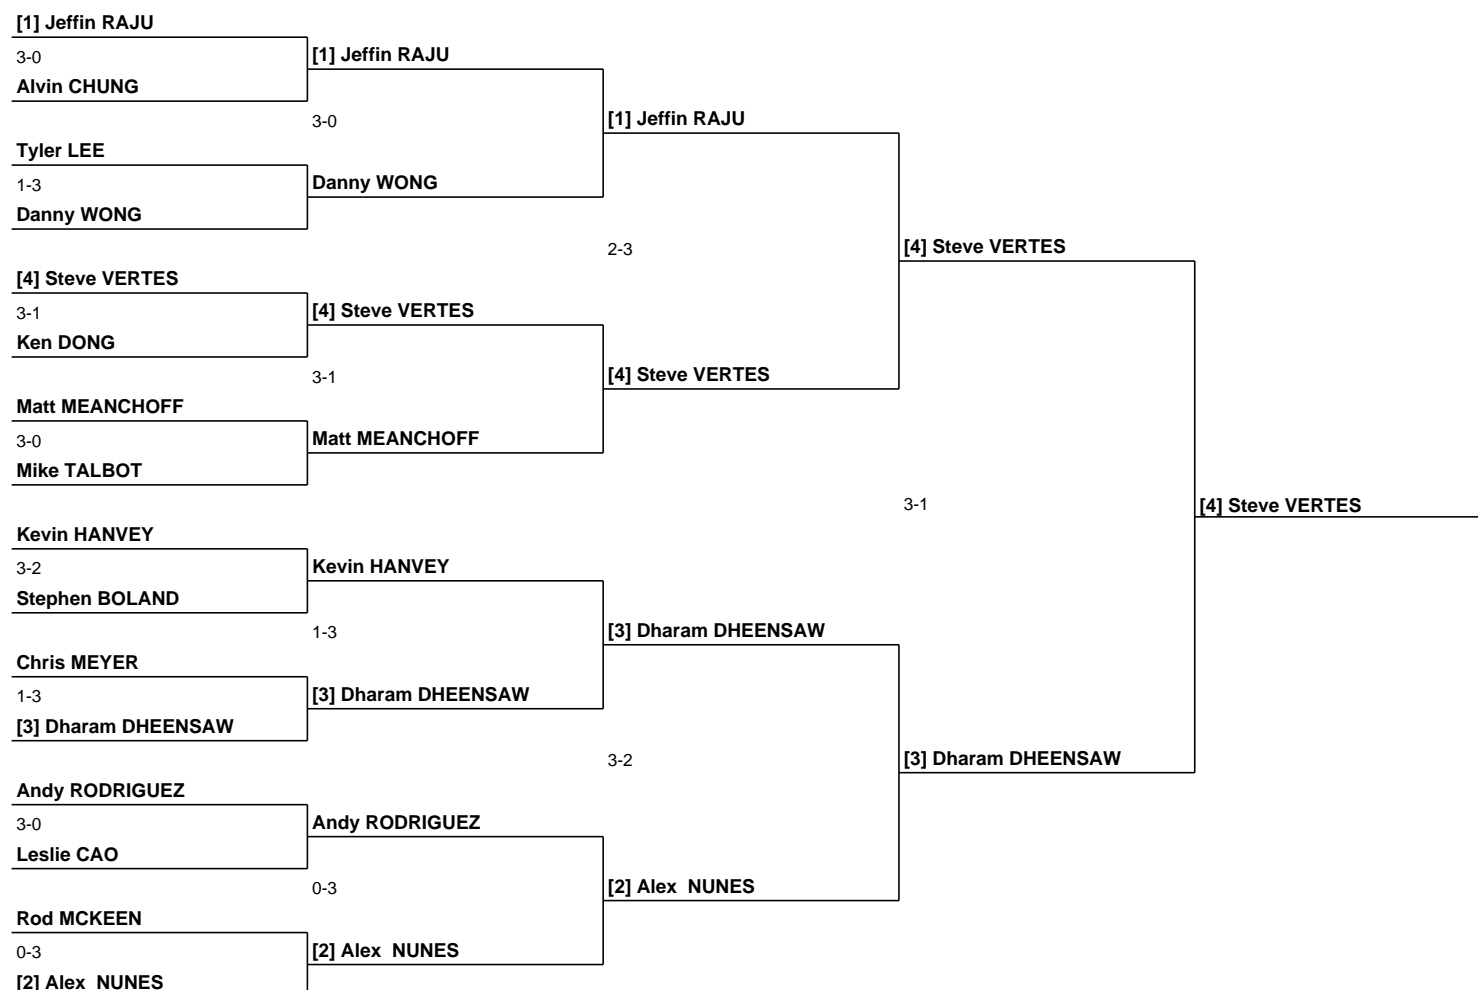 [1] Jeffin RAJU
3-0
Alvin CHUNG
Tyler LEE
1-3
Danny WONG
[4] Steve VERTES
3-1
Ken DONG
Matt MEANCHOFF
3-0
Mike TALBOT
Kevin HANVEY
3-2
Stephen BOLAND
Chris MEYER
1-3
[3] Dharam DHEENSAW
Andy RODRIGUEZ
3-0
Leslie CAO
Rod MCKEEN
0-3
[2] Alex  NUNES
[1] Jeffin RAJU
3-0
Danny WONG
[4] Steve VERTES
3-1
Matt MEANCHOFF
Kevin HANVEY
1-3
[3] Dharam DHEENSAW
Andy RODRIGUEZ
0-3
[2] Alex  NUNES
[1] Jeffin RAJU
2-3
[4] Steve VERTES
[3] Dharam DHEENSAW
3-2
[2] Alex  NUNES
[4] Steve VERTES
3-1
[3] Dharam DHEENSAW
[4] Steve VERTES